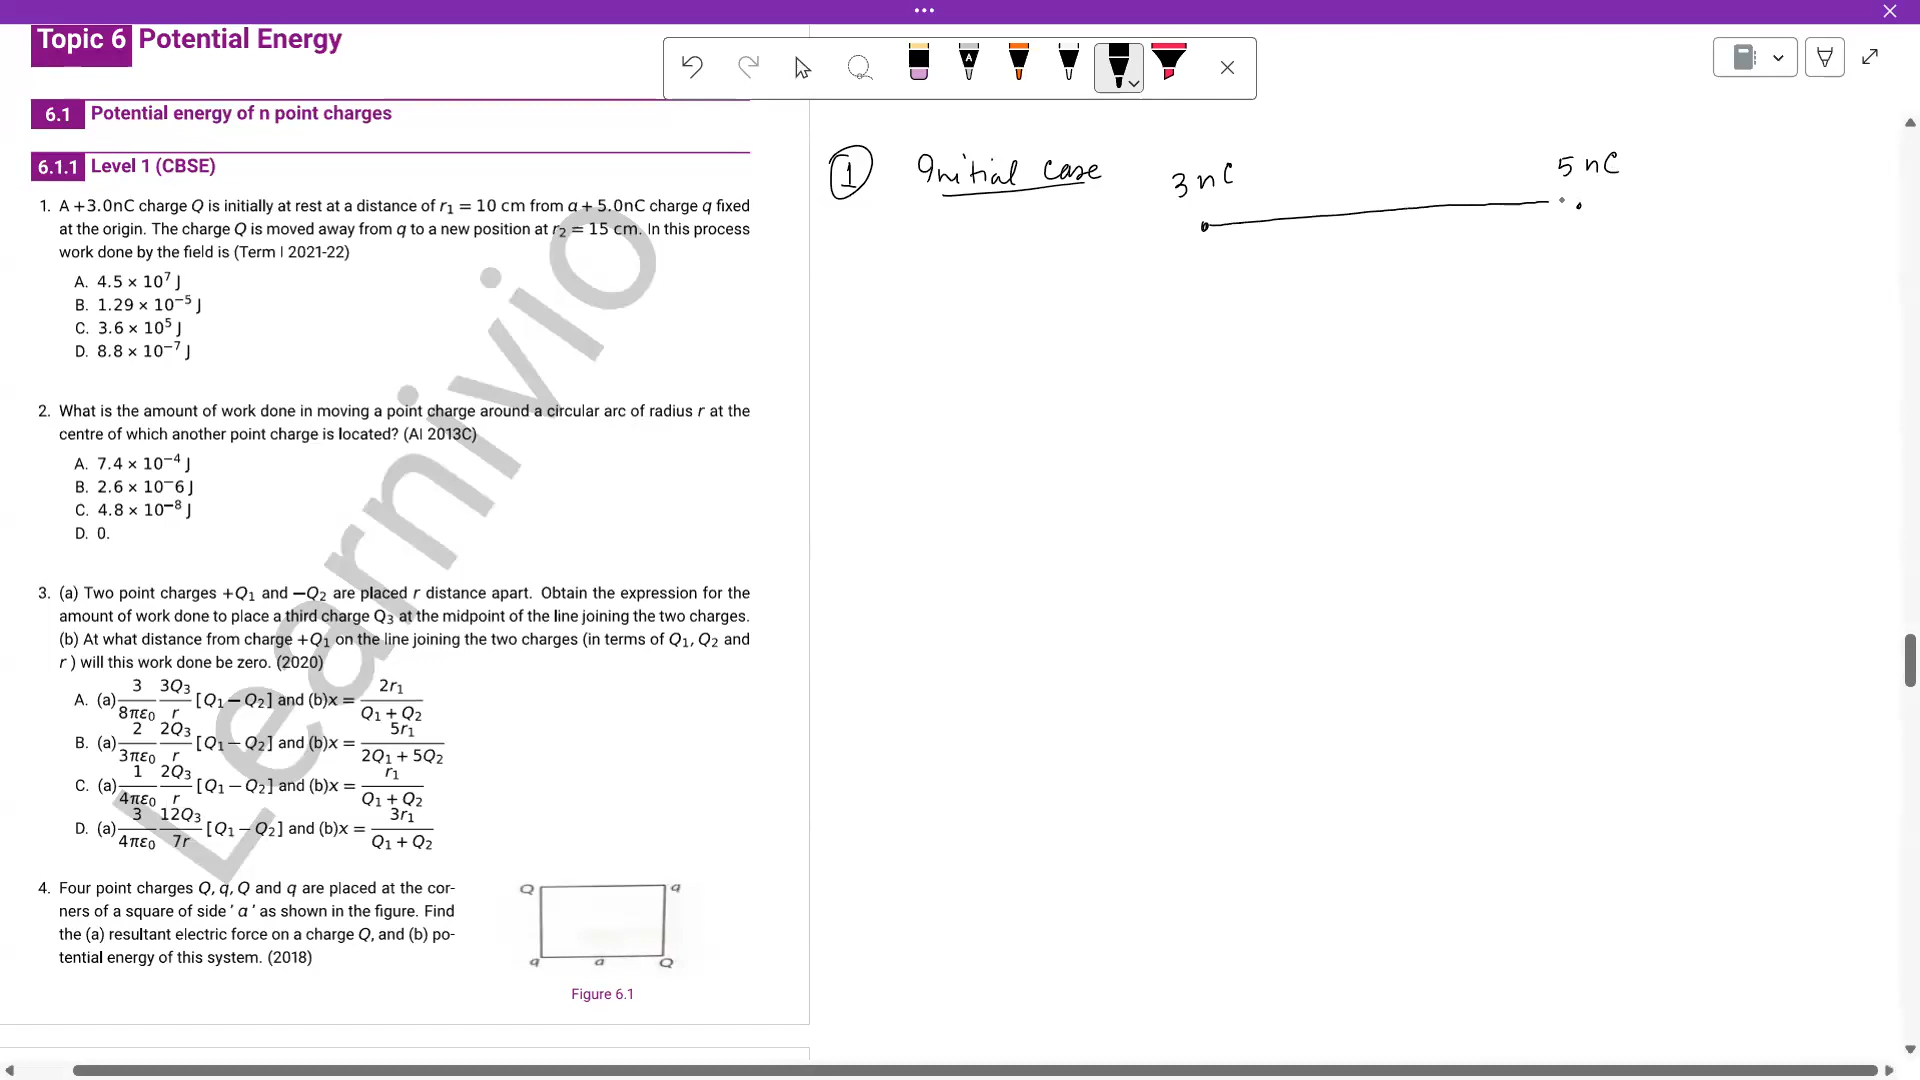 Topic 6 Potential Energy
6.1 Potential energy of n point charges
6.1.1 Level 1 (CBSE)
1. A +3.0nC charge Q is initially at rest at a distance of r₁ = 10 cm from a + 5.0nC charge q fixed
at the origin. The charge Q is moved away from q to a new position at r₂ = 15 cm. In this process
work done by the field is (Term I 2021-22)
A. 4.5 × 10⁷ J
B. 1.29 × 10⁻⁵ J
C. 3.6 × 10⁵ J
D. 8.8 × 10⁻⁷ J
2. What is the amount of work done in moving a point charge around a circular arc of radius r at the
centre of which another point charge is located? (AI 2013C)
A. 7.4 × 10⁻⁴ J
B. 2.6 × 10⁻6 J
C. 4.8 × 10⁻⁸ J
D. 0.
3. (a) Two point charges +Q₁ and −Q₂ are placed r distance apart. Obtain the expression for the
amount of work done to place a third charge Q₃ at the midpoint of the line joining the two charges.
(b) At what distance from charge +Q₁ on the line joining the two charges (in terms of Q₁, Q₂ and
r ) will this work done be zero. (2020)
A. (a) 3/8πε₀ 3Q₃/r [Q₁ − Q₂] and (b)x = 2r₁/Q₁ + Q₂
B. (a) 2/3πε₀ 2Q₃/r [Q₁ − Q₂] and (b)x = 5r₁/2Q₁ + 5Q₂
C. (a) 1/4πε₀ 2Q₃/r [Q₁ − Q₂] and (b)x = r₁/Q₁ + Q₂
D. (a) 3/4πε₀ 12Q₃/7r [Q₁ − Q₂] and (b)x = 3r₁/Q₁ + Q₂
4. Four point charges Q, q, Q and q are placed at the cor-
ners of a square of side ' a ' as shown in the figure. Find
the (a) resultant electric force on a charge Q, and (b) po-
tential energy of this system. (2018)
Q q
q a Q
Figure 6.1
Learnivio
A
1 Initial case 3 nC 5 nC